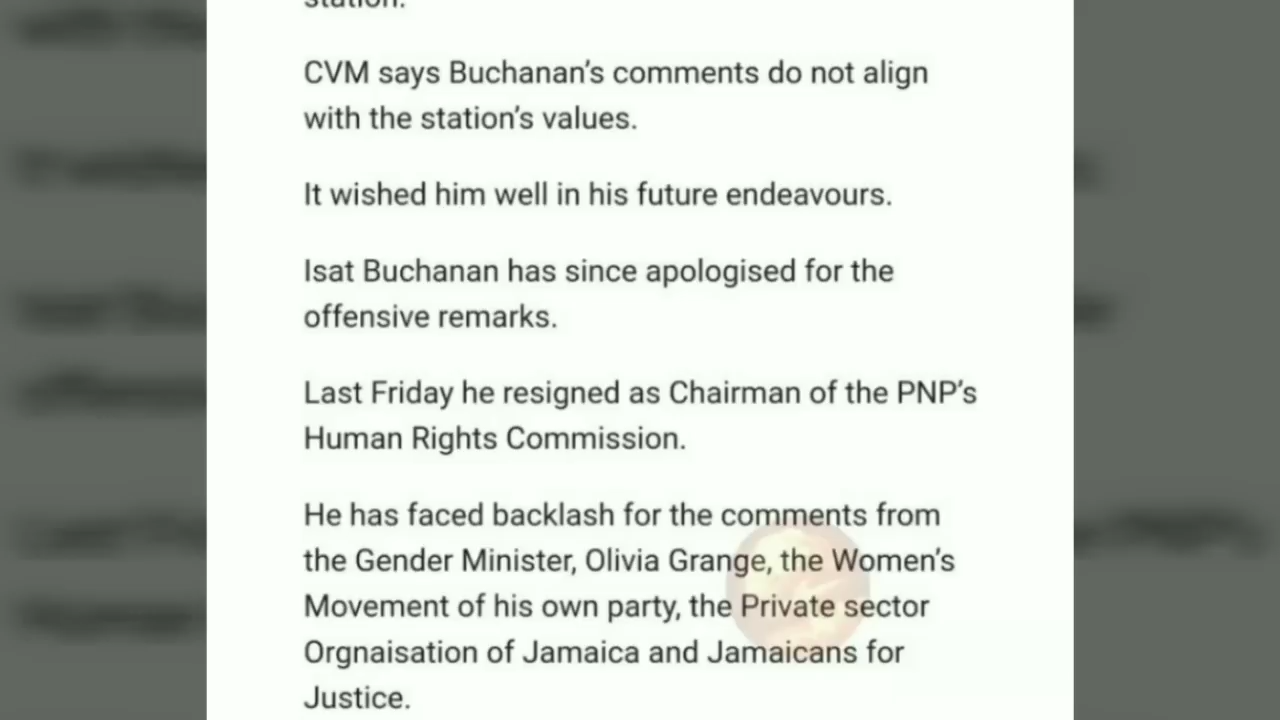 station.
CVM says Buchanan's comments do not align
with the station's values.
It wished him well in his future endeavours.
Isat Buchanan has since apologised for the
offensive remarks.
Last Friday he resigned as Chairman of the PNP's
Human Rights Commission.
He has faced backlash for the comments from
the Gender Minister, Olivia Grange, the Women's
Movement of his own party, the Private sector
Orgnaisation of Jamaica and Jamaicans for
Justice.